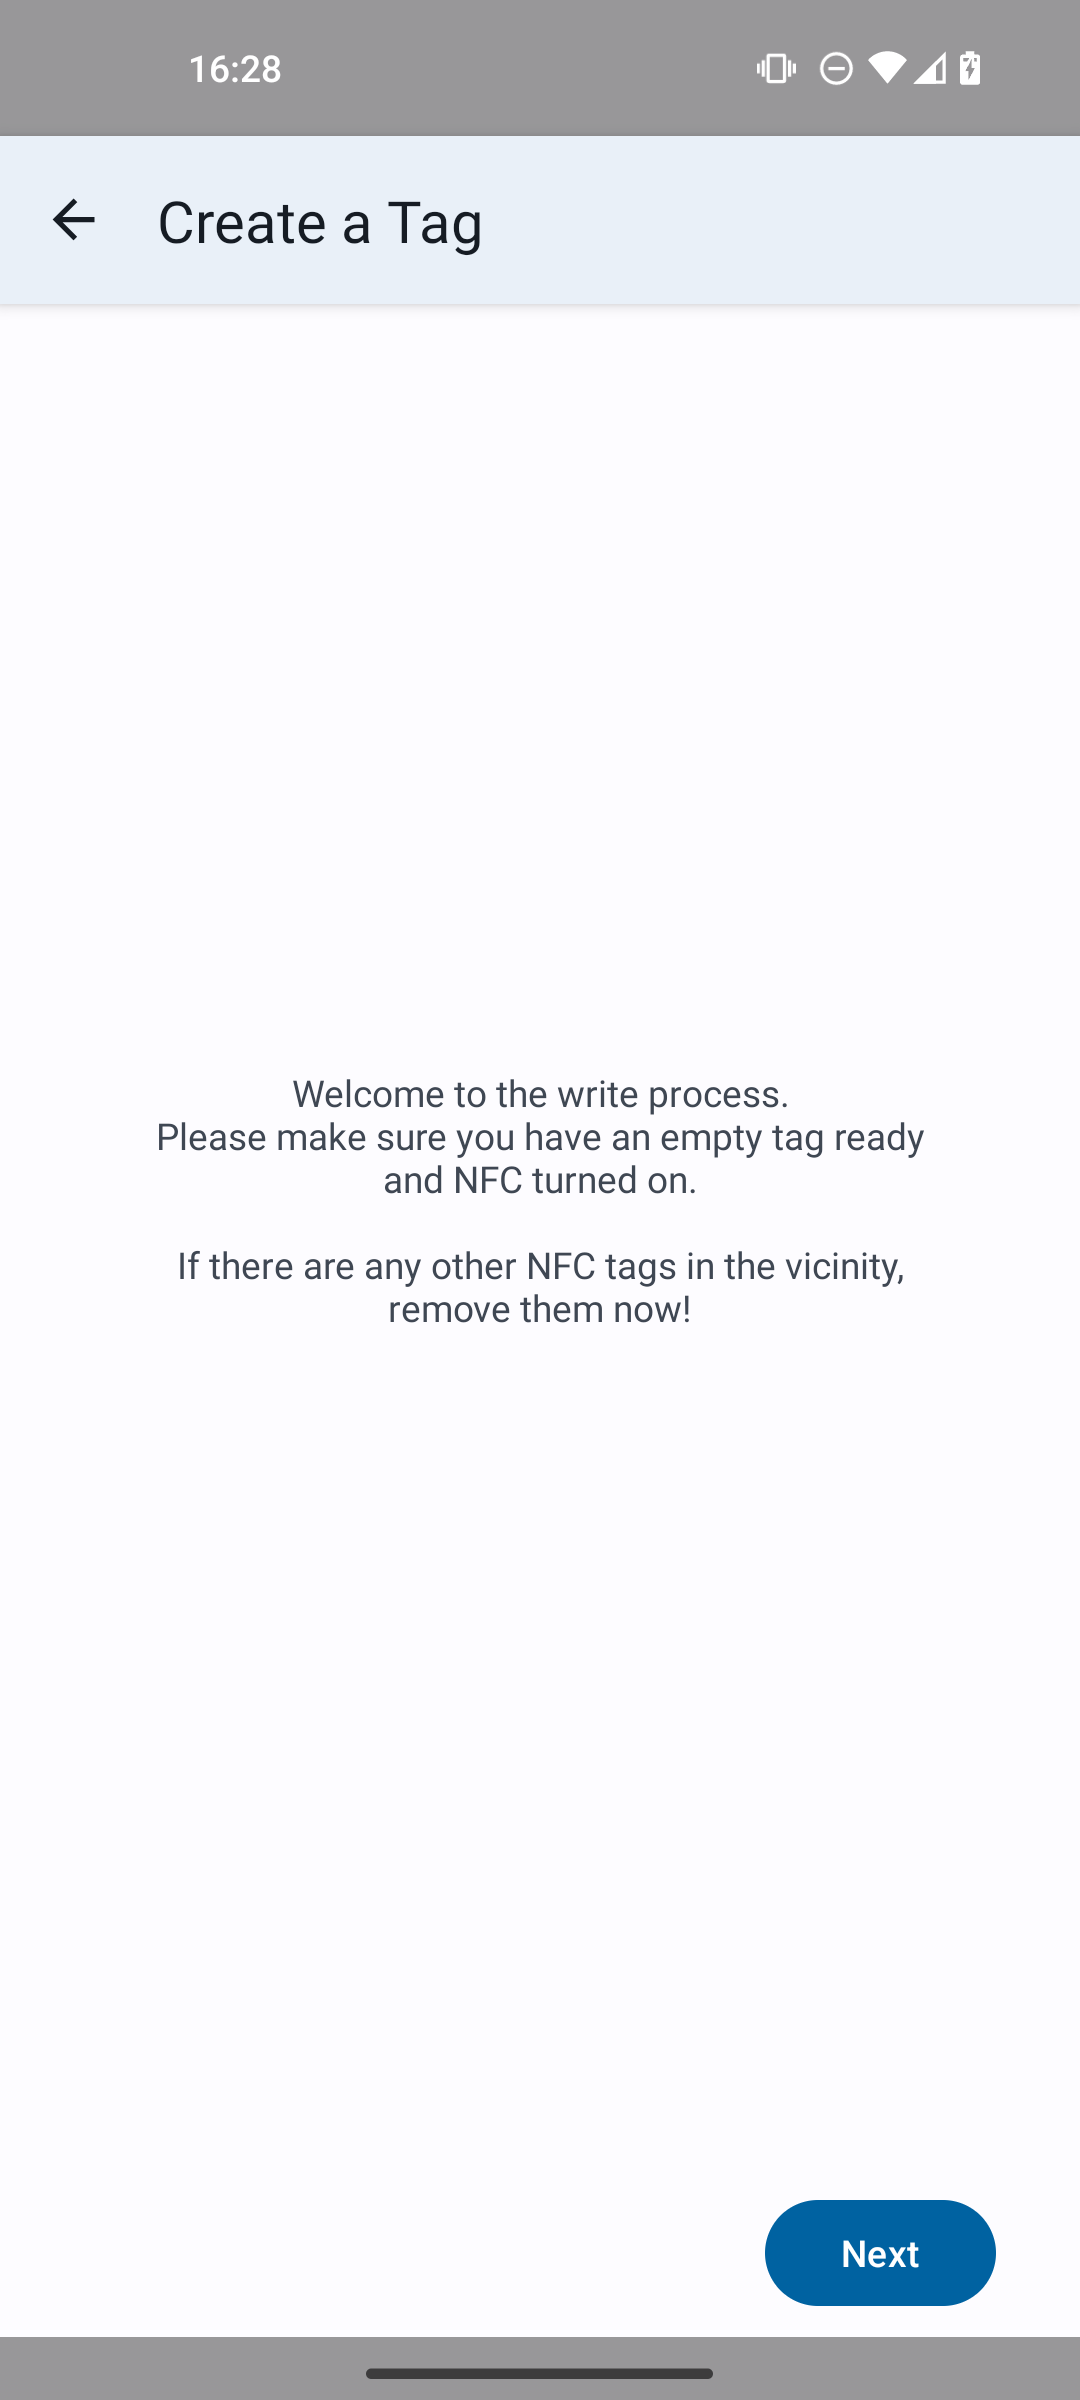 16:28
Create a Tag
Welcome to the write process.
Please make sure you have an empty tag ready
and NFC turned on.
If there are any other NFC tags in the vicinity,
remove them now!
Next